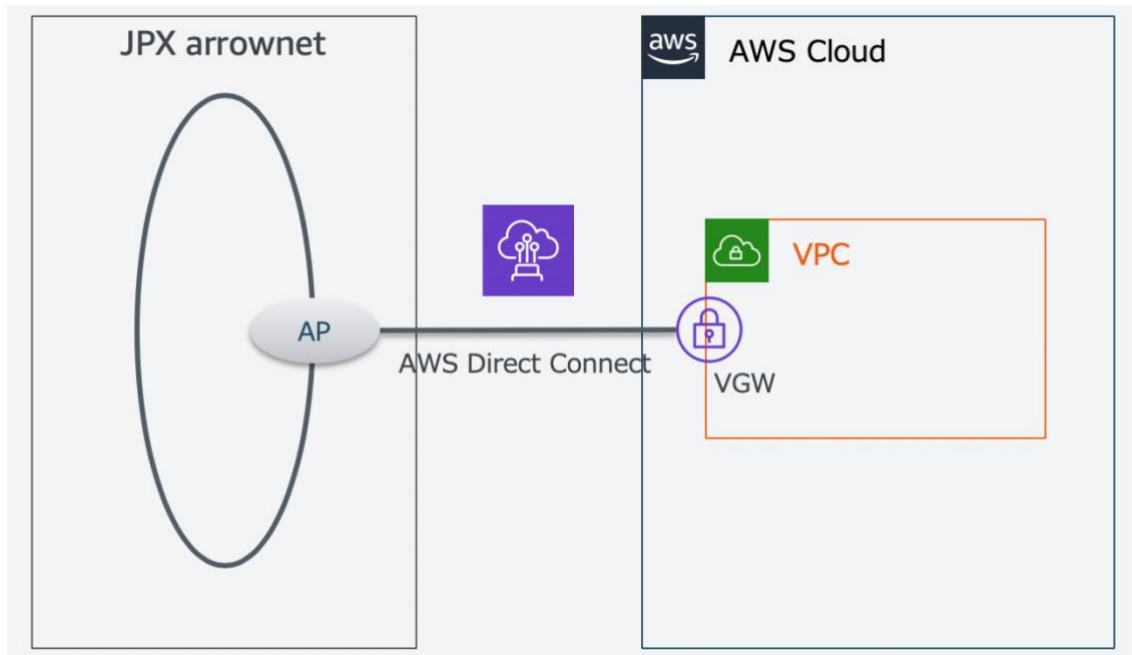 JPX arrownet
aws
AWS Cloud
VPC
AP
AWS Direct Connect
VGW